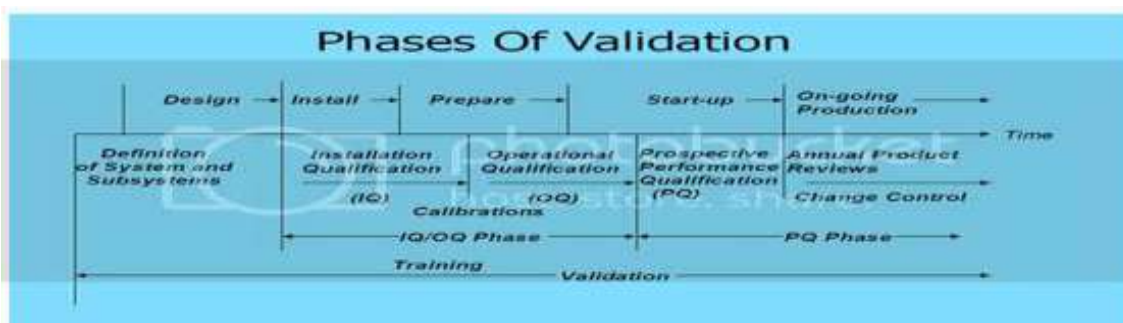 Phases Of Validation
Design
Install
Prepare
Start-up
On-going
Production
Time
Definition
of System and
Subsystems
Installation
Qualification
(IQ)
Operational
Qualification
(OQ)
Prospective
Performance
Qualification
(PQ)
Annual Product
Reviews
Change Control
Calibrations
IQ/OQ Phase
PQ Phase
Training
Validation
photobucket